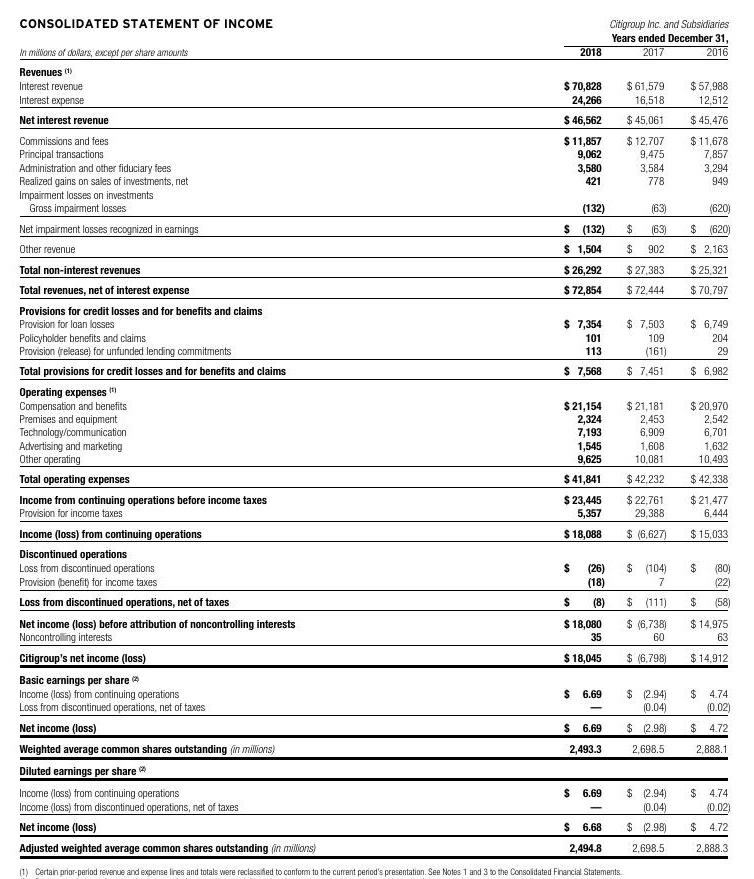 CONSOLIDATED STATEMENT OF INCOME Citigroup Inc. and Subsidiaries
Years ended December 31,
In millions of dollars, except per share amounts 2018 2017 2016
Revenues (1)
Interest revenue $ 70,828 $ 61,579 $ 57,988
Interest expense 24,266 16,518 12,512
Net interest revenue $ 46,562 $ 45,061 $ 45,476
Commissions and fees $ 11,857 $ 12,707 $ 11,678
Principal transactions 9,062 9,475 7,857
Administration and other fiduciary fees 3,580 3,584 3,294
Realized gains on sales of investments, net 421 778 949
Impairment losses on investments
Gross impairment losses (132) (63) (620)
Net impairment losses recognized in earnings $ (132) $ (63) $ (620)
Other revenue $ 1,504 $ 902 $ 2,163
Total non-interest revenues $ 26,292 $ 27,383 $ 25,321
Total revenues, net of interest expense $ 72,854 $ 72,444 $ 70,797
Provisions for credit losses and for benefits and claims
Provision for loan losses $ 7,354 $ 7,503 $ 6,749
Policyholder benefits and claims 101 109 204
Provision (release) for unfunded lending commitments 113 (161) 29
Total provisions for credit losses and for benefits and claims $ 7,568 $ 7,451 $ 6,982
Operating expenses (1)
Compensation and benefits $ 21,154 $ 21,181 $ 20,970
Premises and equipment 2,324 2,453 2,542
Technology/communication 7,193 6,909 6,701
Advertising and marketing 1,545 1,608 1,632
Other operating 9,625 10,081 10,493
Total operating expenses $ 41,841 $ 42,232 $ 42,338
Income from continuing operations before income taxes $ 23,445 $ 22,761 $ 21,477
Provision for income taxes 5,357 29,388 6,444
Income (loss) from continuing operations $ 18,088 $ (6,627) $ 15,033
Discontinued operations
Loss from discontinued operations $ (26) $ (104) $ (80)
Provision (benefit) for income taxes (18) 7 (22)
Loss from discontinued operations, net of taxes $ (8) $ (111) $ (58)
Net income (loss) before attribution of noncontrolling interests $ 18,080 $ (6,738) $ 14,975
Noncontrolling interests 35 60 63
Citigroup's net income (loss) $ 18,045 $ (6,798) $ 14,912
Basic earnings per share (2)
Income (loss) from continuing operations $ 6.69 $ (2.94) $ 4.74
Loss from discontinued operations, net of taxes — (0.04) (0.02)
Net income (loss) $ 6.69 $ (2.98) $ 4.72
Weighted average common shares outstanding (in millions) 2,493.3 2,698.5 2,888.1
Diluted earnings per share (2)
Income (loss) from continuing operations $ 6.69 $ (2.94) $ 4.74
Income (loss) from discontinued operations, net of taxes — (0.04) (0.02)
Net income (loss) $ 6.68 $ (2.98) $ 4.72
Adjusted weighted average common shares outstanding (in millions) 2,494.8 2,698.5 2,888.3
(1) Certain prior-period revenue and expense lines and totals were reclassified to conform to the current period's presentation. See Notes 1 and 3 to the Consolidated Financial Statements.